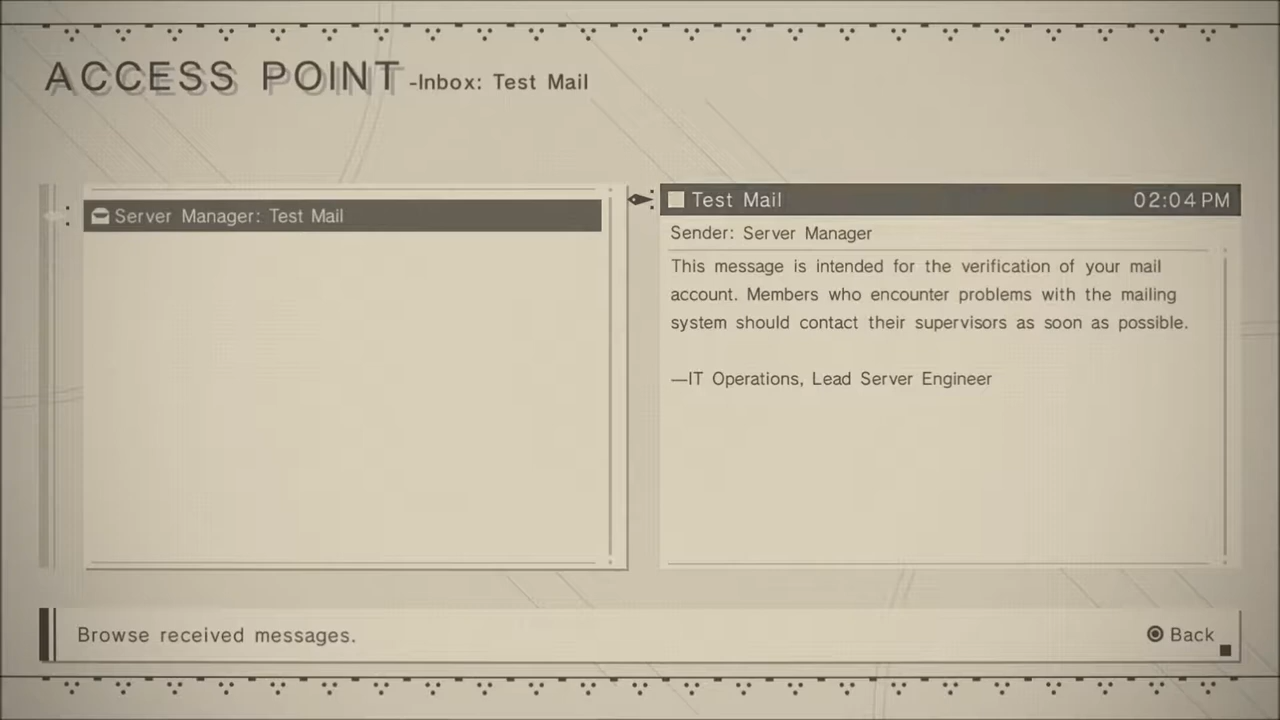 ACCESS POINT -Inbox: Test Mail
Server Manager: Test Mail
Test Mail 02:04 PM
Sender: Server Manager
This message is intended for the verification of your mail
account. Members who encounter problems with the mailing
system should contact their supervisors as soon as possible.
—IT Operations, Lead Server Engineer
Browse received messages.
Back